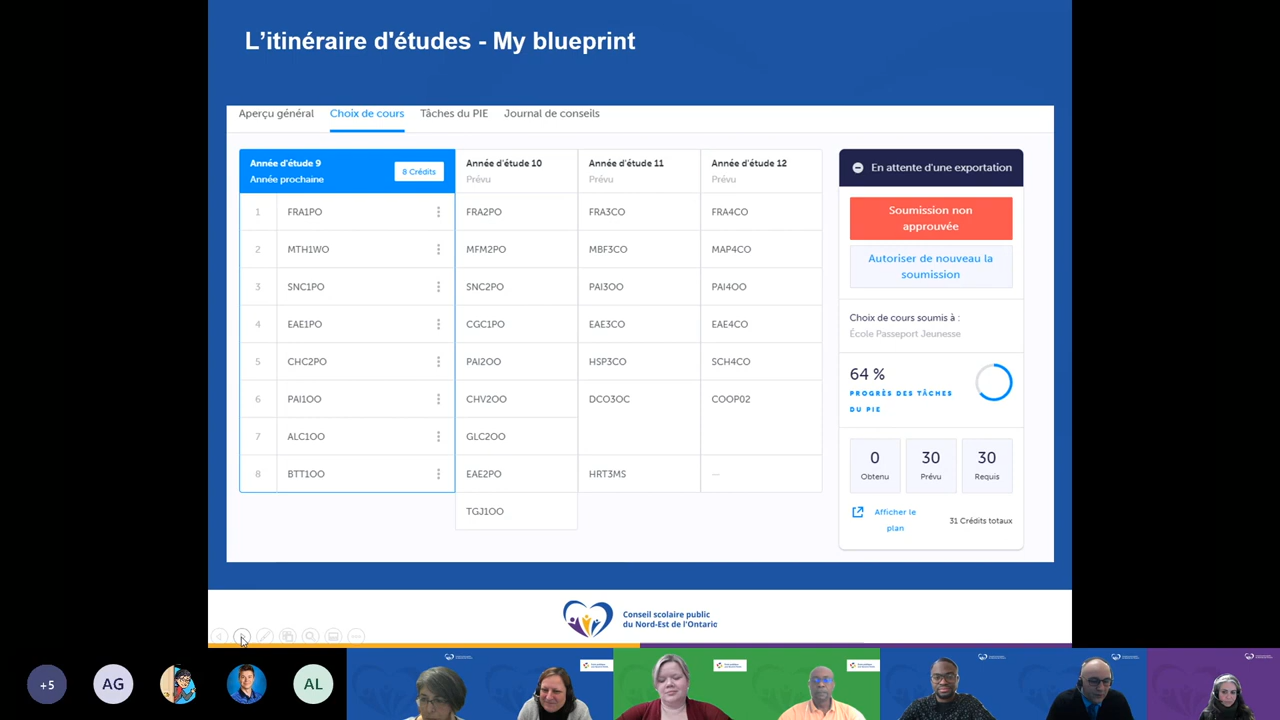 L’itinéraire d'études - My blueprint
Aperçu général Choix de cours Tâches du PIE Journal de conseils
Année d'étude 9 Année d'étude 10 Année d'étude 11 Année d'étude 12
Année prochaine 8 Crédits Prévu Prévu Prévu
1 FRA1PO FRA2PO FRA3CO FRA4CO
2 MTH1WO MFM2PO MBF3CO MAP4CO
3 SNC1PO SNC2PO PAI3OO PAI4OO
4 EAE1PO CGC1PO EAE3CO EAE4CO
5 CHC2PO PAI2OO HSP3CO SCH4CO
6 PAI1OO CHV2OO DCO3OC COOP02
7 ALC1OO GLC2OO
8 BTT1OO EAE2PO HRT3MS ---
TGJ1OO
En attente d'une exportation
Soumission non
approuvée
Autoriser de nouveau la
soumission
Choix de cours soumis à :
École Passeport Jeunesse
64 %
PROGRÈS DES TÂCHES
DU PIE
0 30 30
Obtenu Prévu Requis
Afficher le
plan
31 Crédits totaux
Conseil scolaire public
du Nord-Est de l'Ontario
+5 AG AL